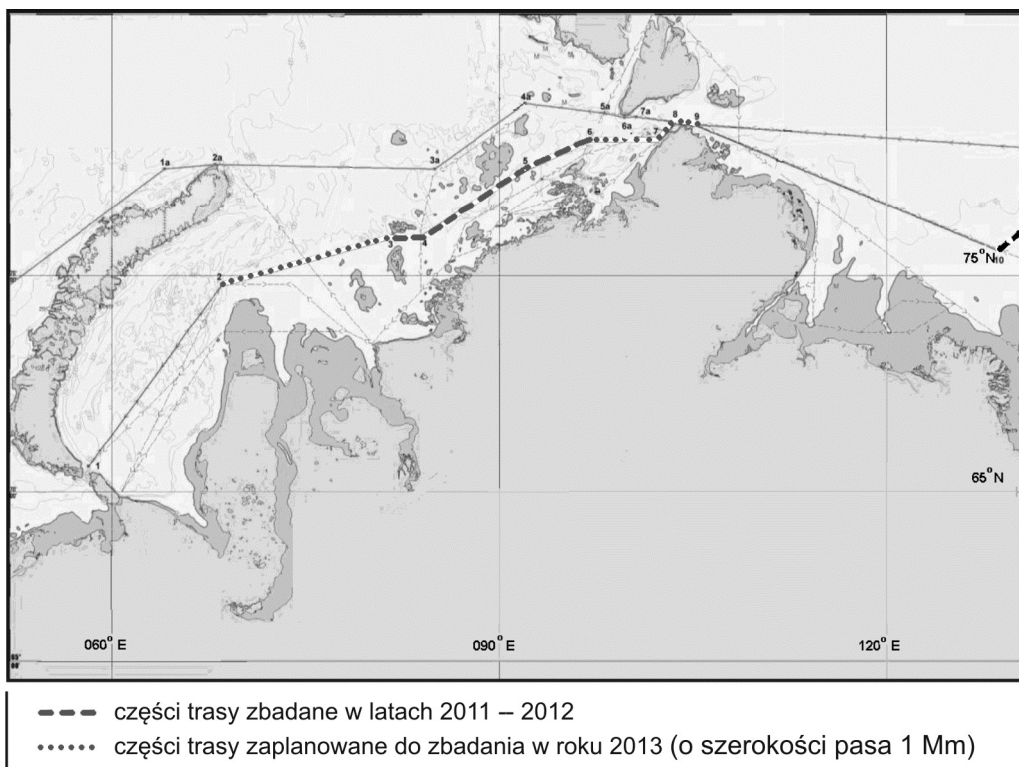 4a
5a
7a
8
9
6a
6
7
1a
2a
3a
5
3
4
75°N
10
2
1
65°N
060° E
090° E
120° E
części trasy zbadane w latach 2011 – 2012
części trasy zaplanowane do zbadania w roku 2013 (o szerokości pasa 1 Mm)